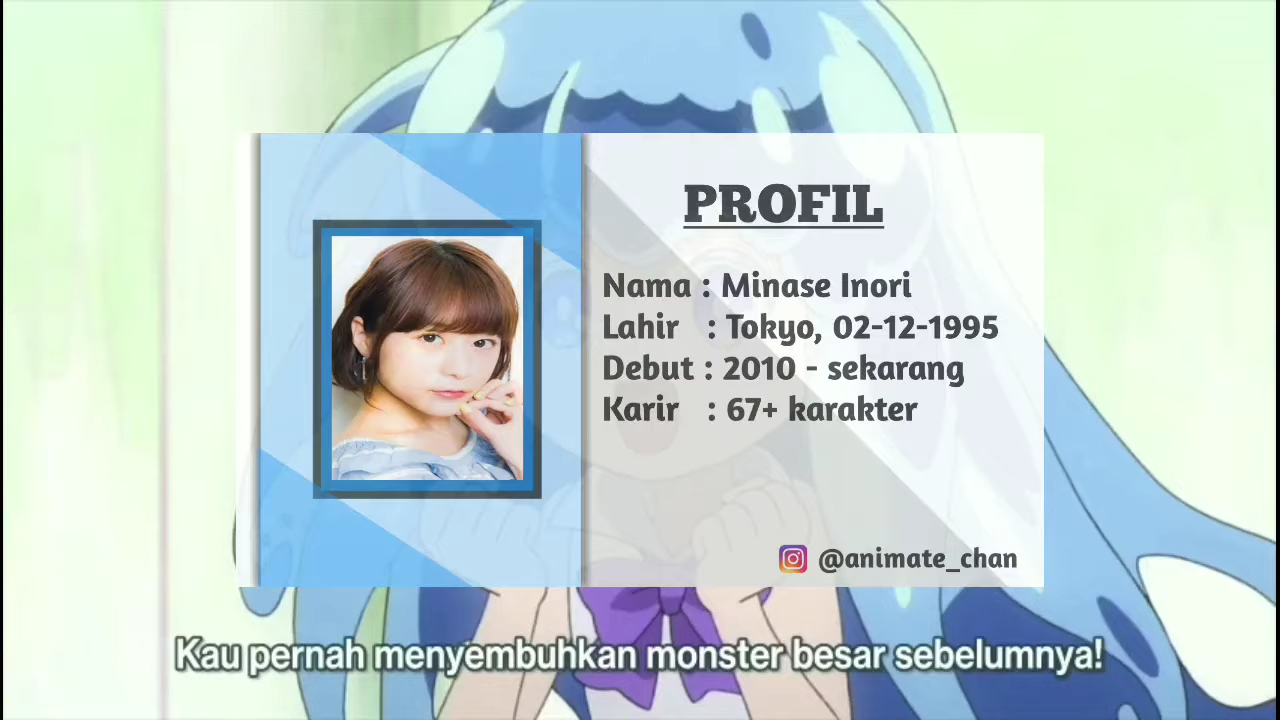 PROFIL
Nama : Minase Inori
Lahir : Tokyo, 02-12-1995
Debut : 2010 - sekarang
Karir : 67+ karakter
@animate_chan
Kau pernah menyembuhkan monster besar sebelumnya!